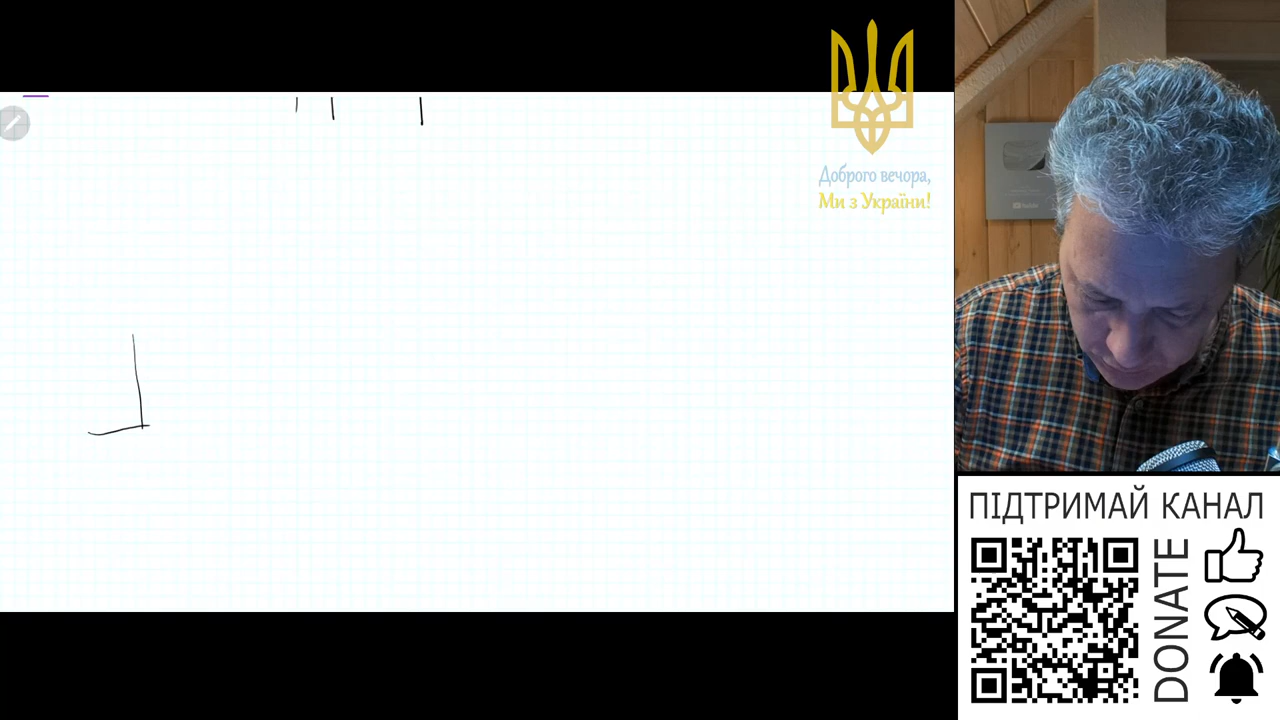 Доброго вечора,
Ми з України!
ПІДТРИМАЙ КАНАЛ
DONATE